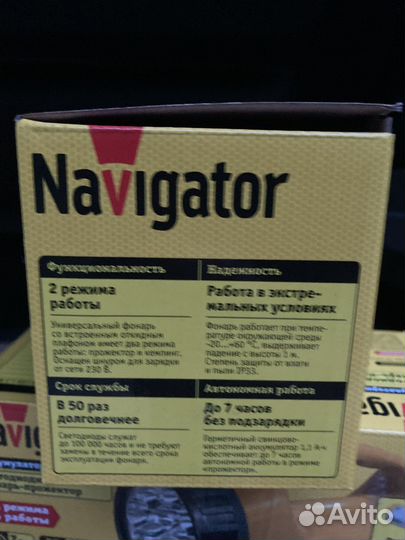 Navigator
Функциональность
2 режима
работы
Универсальный фонарь
со встроенным откидным
плафоном имеет два режима
работы: прожектор и кемпинг.
Оснащен шнуром для зарядки
от сети 230 В.
Надежность
Работа в экстре-
мальных условиях
Фонарь работает при темпе-
ратуре окружающей среды
-20...+60 °C, выдерживает
падение с высоты 1 м.
Степень защиты от влаги
и пыли IP33.
Срок службы
В 50 раз
долговечнее
Светодиоды служат
до 100 000 часов и не требуют
замены в течение всего срока
эксплуатации фонаря.
Автономная работа
До 7 часов
без подзарядки
Герметичный свинцово-
кислотный аккумулятор 1,1 А·ч
обеспечивает до 7 часов
автономной работы в режиме
«прожектор».
Navig
Nav
Avito